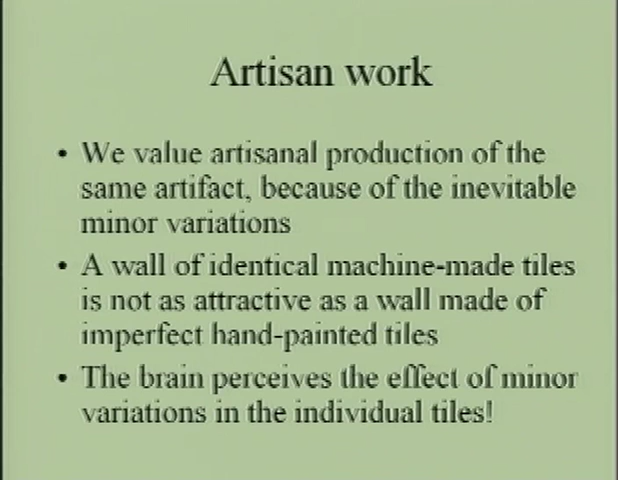 Artisan work
• We value artisanal production of the
same artifact, because of the inevitable
minor variations
• A wall of identical machine-made tiles
is not as attractive as a wall made of
imperfect hand-painted tiles
• The brain perceives the effect of minor
variations in the individual tiles!